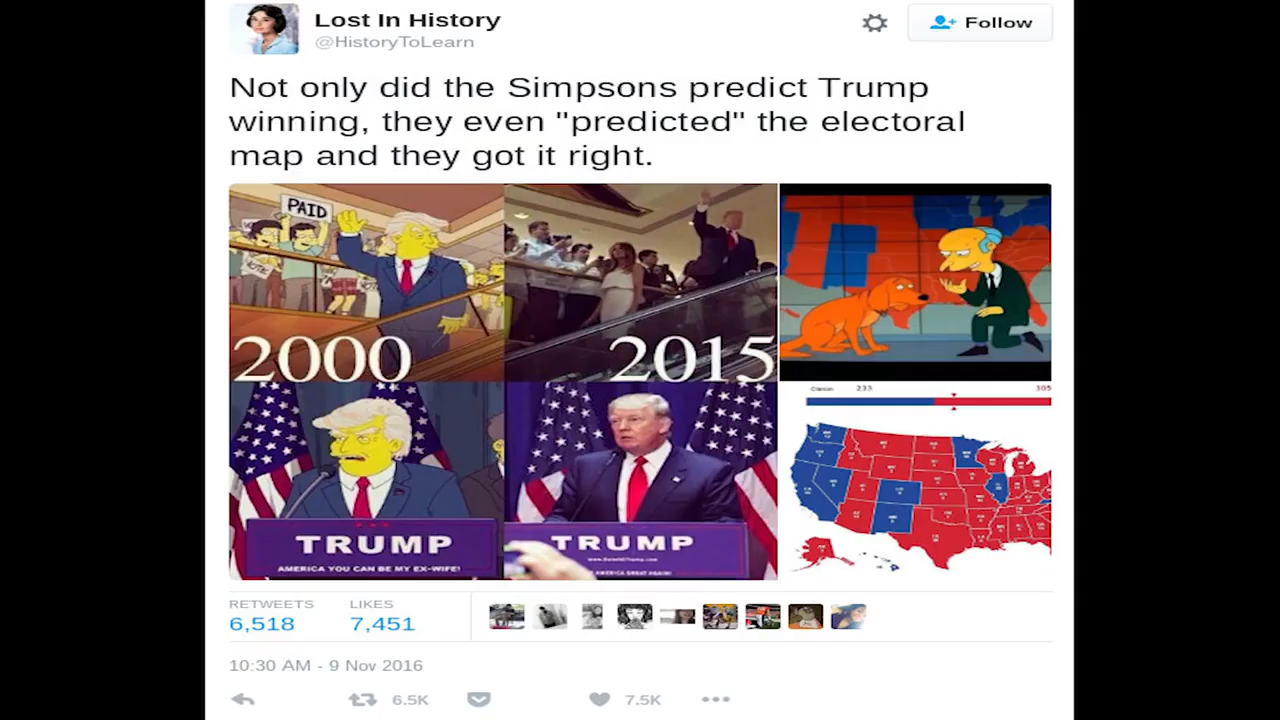 Lost In History
@HistoryToLearn
Follow
Not only did the Simpsons predict Trump
winning, they even "predicted" the electoral
map and they got it right.
PAID
VOTE
2000
2015
TRUMP
AMERICA YOU CAN BE MY EX-WIFE!
TRUMP
AMERICA GREAT AGAIN!
233
305
RETWEETS
LIKES
6,518
7,451
10:30 AM - 9 Nov 2016
6.5K
7.5K